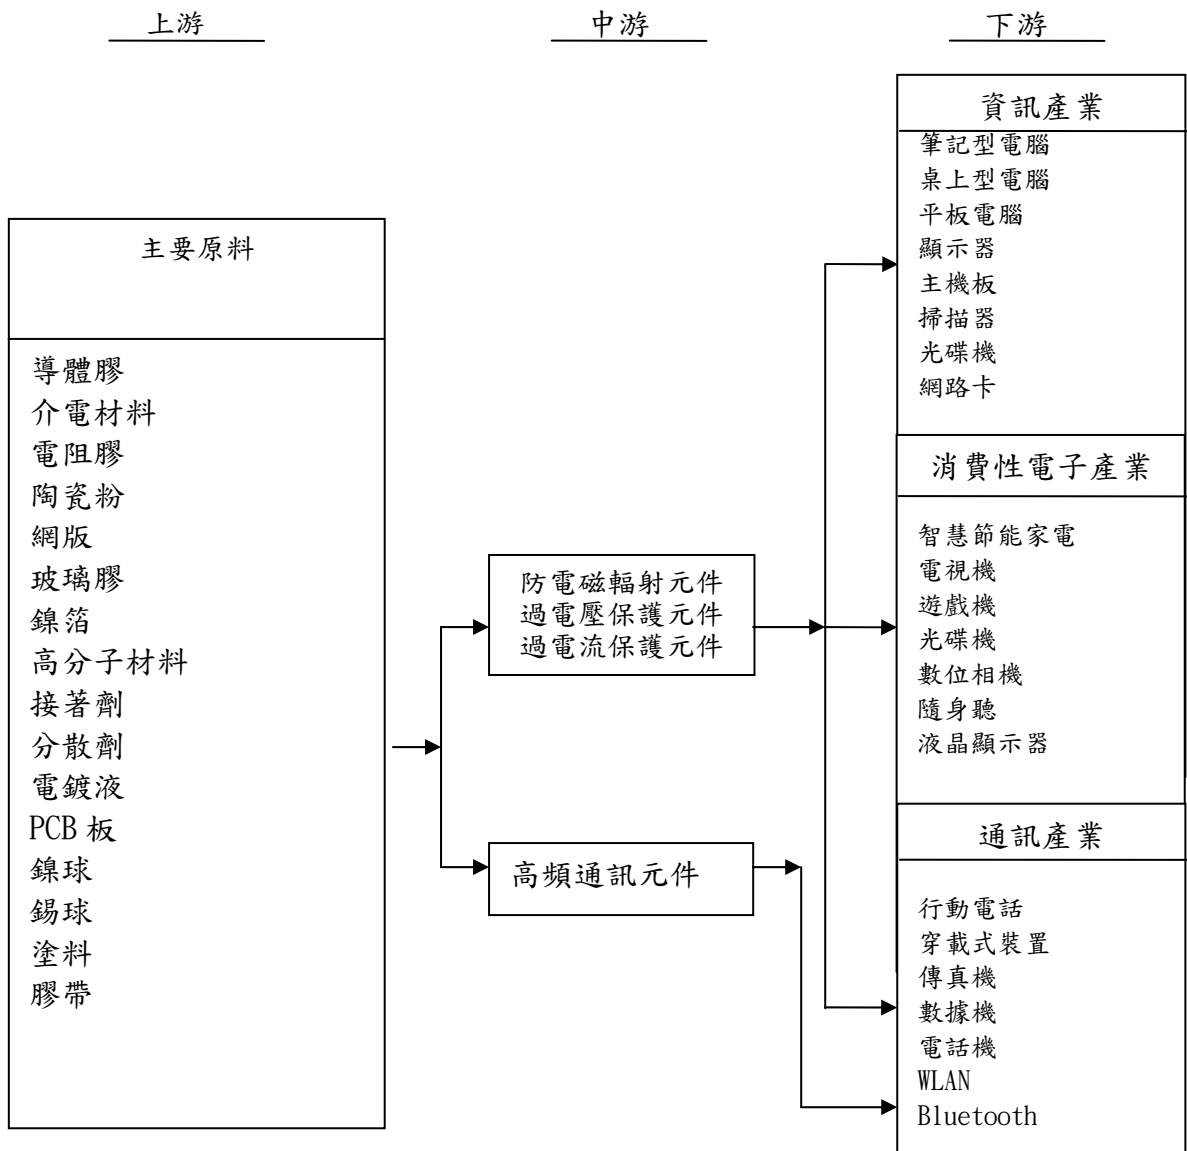 上游
中游
下游
主要原料
導體膠
介電材料
電阻膠
陶瓷粉
網版
玻璃膠
鎳箔
高分子材料
接著劑
分散劑
電鍍液
PCB 板
鎳球
錫球
塗料
膠帶
防電磁輻射元件
過電壓保護元件
過電流保護元件
高頻通訊元件
資訊產業
筆記型電腦
桌上型電腦
平板電腦
顯示器
主機板
掃描器
光碟機
網路卡
消費性電子產業
智慧節能家電
電視機
遊戲機
光碟機
數位相機
隨身聽
液晶顯示器
通訊產業
行動電話
穿載式裝置
傳真機
數據機
電話機
WLAN
Bluetooth